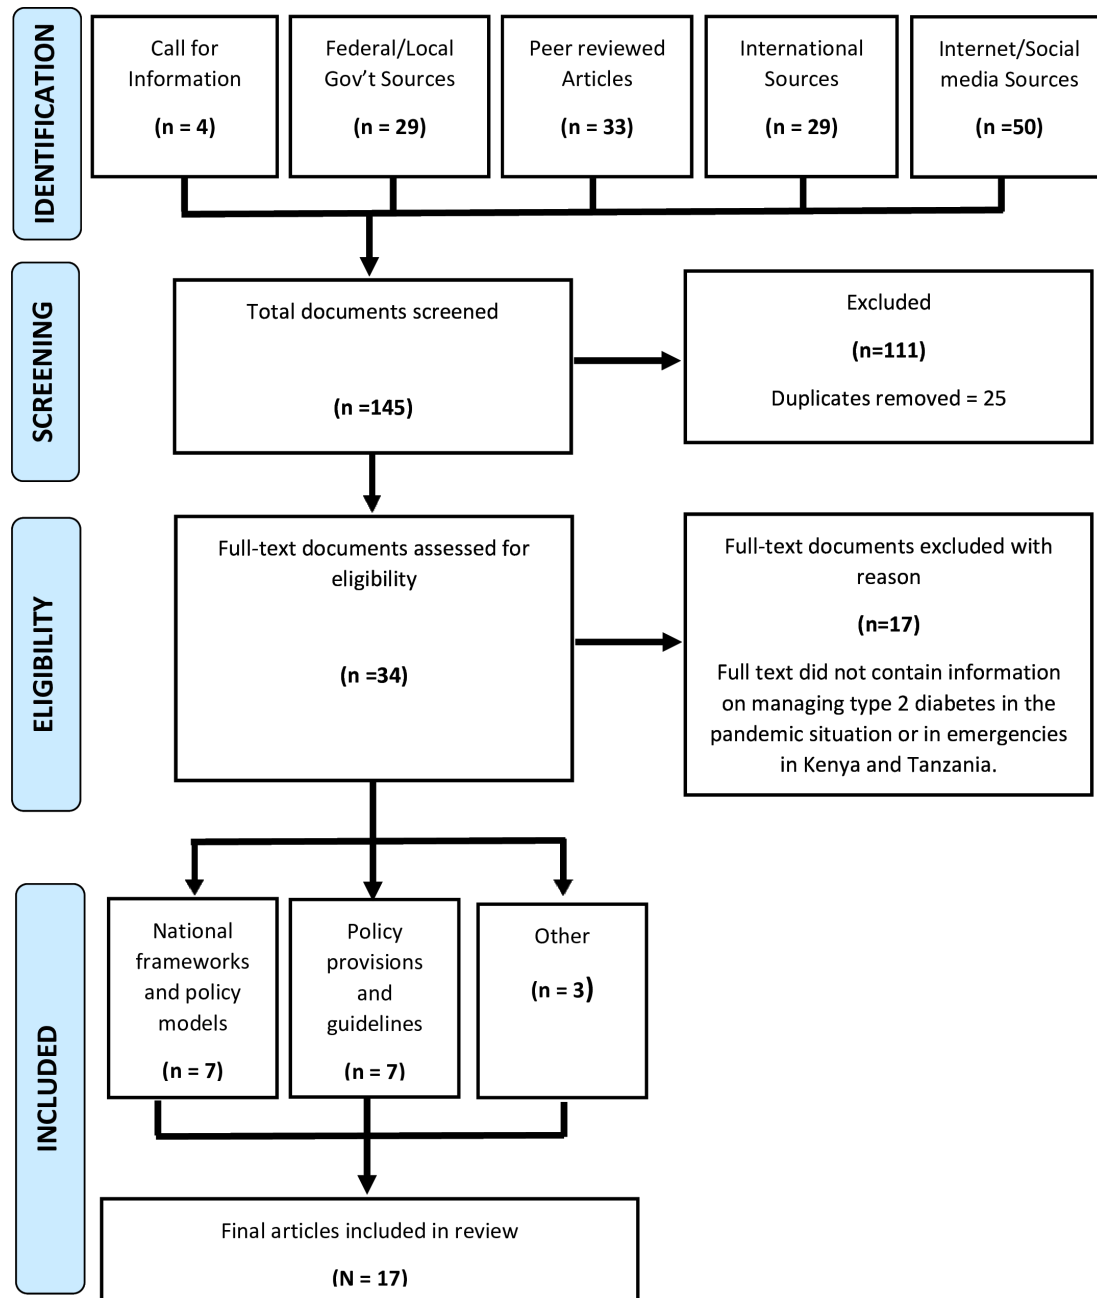 IDENTIFICATION
Call for
Information
(n = 4)
Federal/Local
Gov't Sources
(n = 29)
Peer reviewed
Articles
(n = 33)
International
Sources
(n = 29)
Internet/Social
media Sources
(n =50)
SCREENING
Total documents screened
(n =145)
Excluded
(n=111)
Duplicates removed = 25
ELIGIBILITY
Full-text documents assessed for
eligibility
(n =34)
Full-text documents excluded with
reason
(n=17)
Full text did not contain information
on managing type 2 diabetes in the
pandemic situation or in emergencies
in Kenya and Tanzania.
INCLUDED
National
frameworks
and policy
models
(n = 7)
Policy
provisions
and
guidelines
(n = 7)
Other
(n = 3)
Final articles included in review
(N = 17)